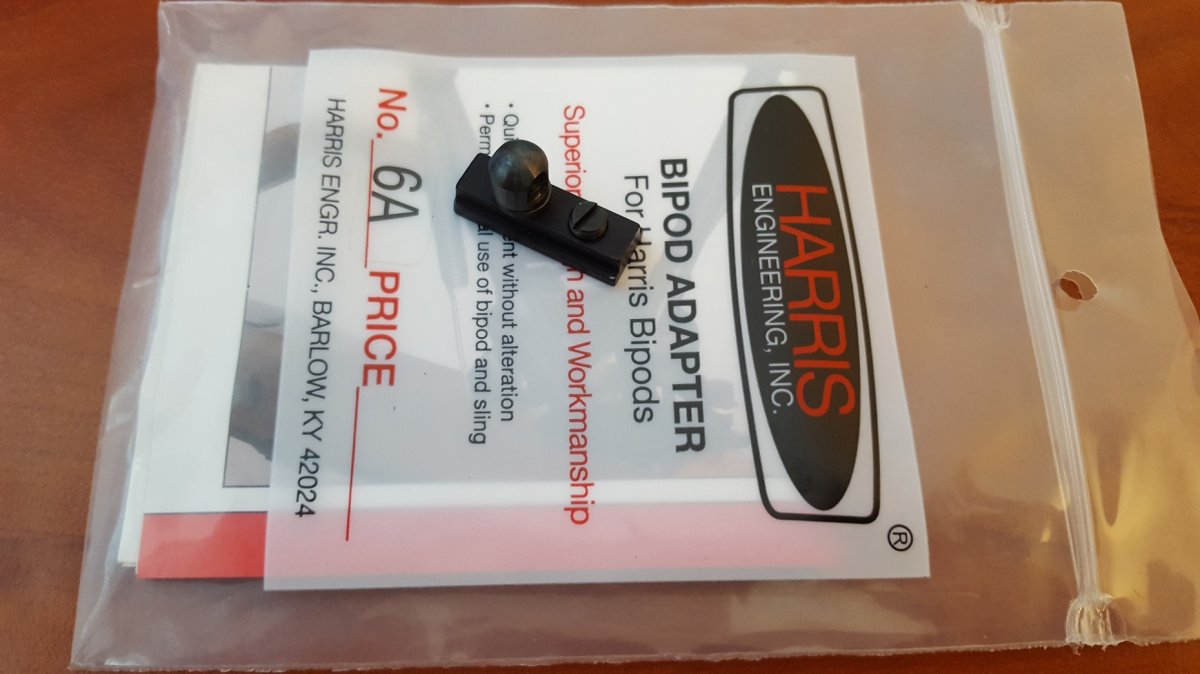 HARRIS
ENGINEERING, INC.
®
BIPOD ADAPTER
For Harris Bipods
Superior and Workmanship
• without alteration
• use of bipod and sling
No. 6A PRICE
HARRIS ENGR. INC., BARLOW, KY 42024